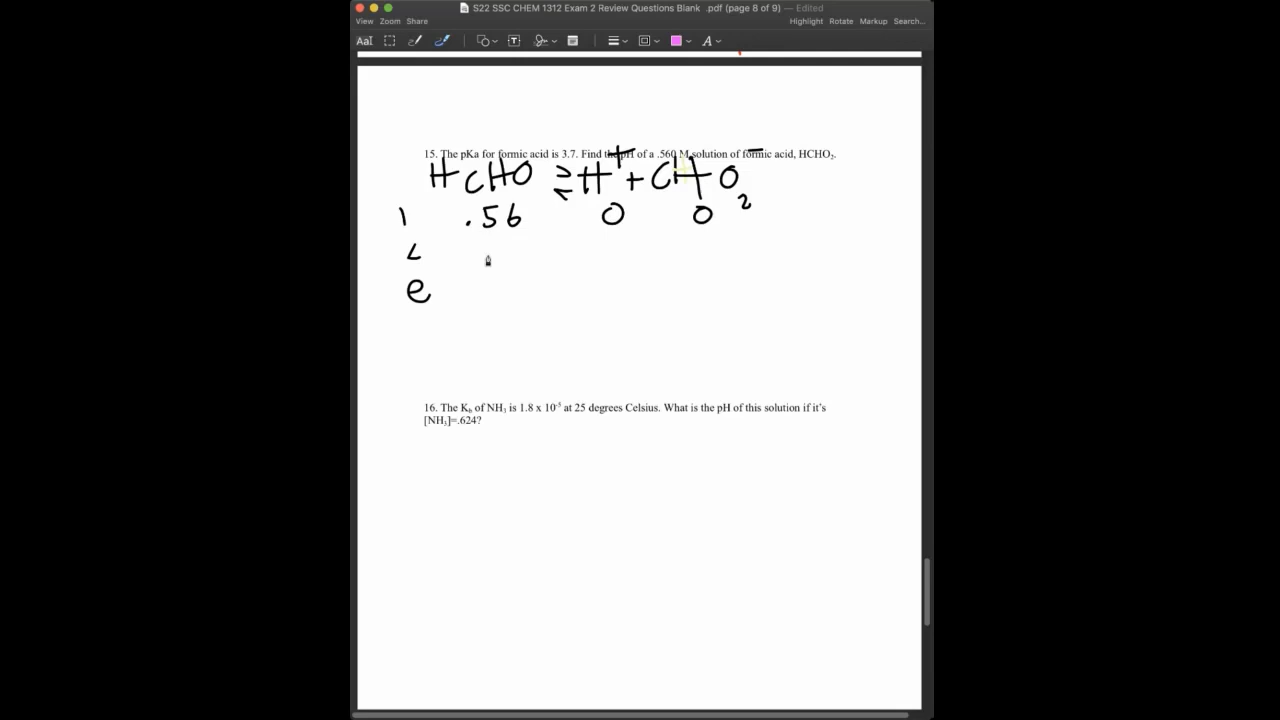 S22 SSC CHEM 1312 Exam 2 Review Questions Blank .pdf (page 8 of 9) — Edited
View Zoom Share Highlight Rotate Markup Search...
AaI
15. The pKa for formic acid is 3.7. Find the pH of a .560 M solution of formic acid, HCHO₂.
HCHO ⇌ H⁺ + CHO₂⁻
I .56 0 0
C
e
16. The Kb of NH₃ is 1.8 x 10⁻⁵ at 25 degrees Celsius. What is the pH of this solution if it's
[NH₃]=.624?